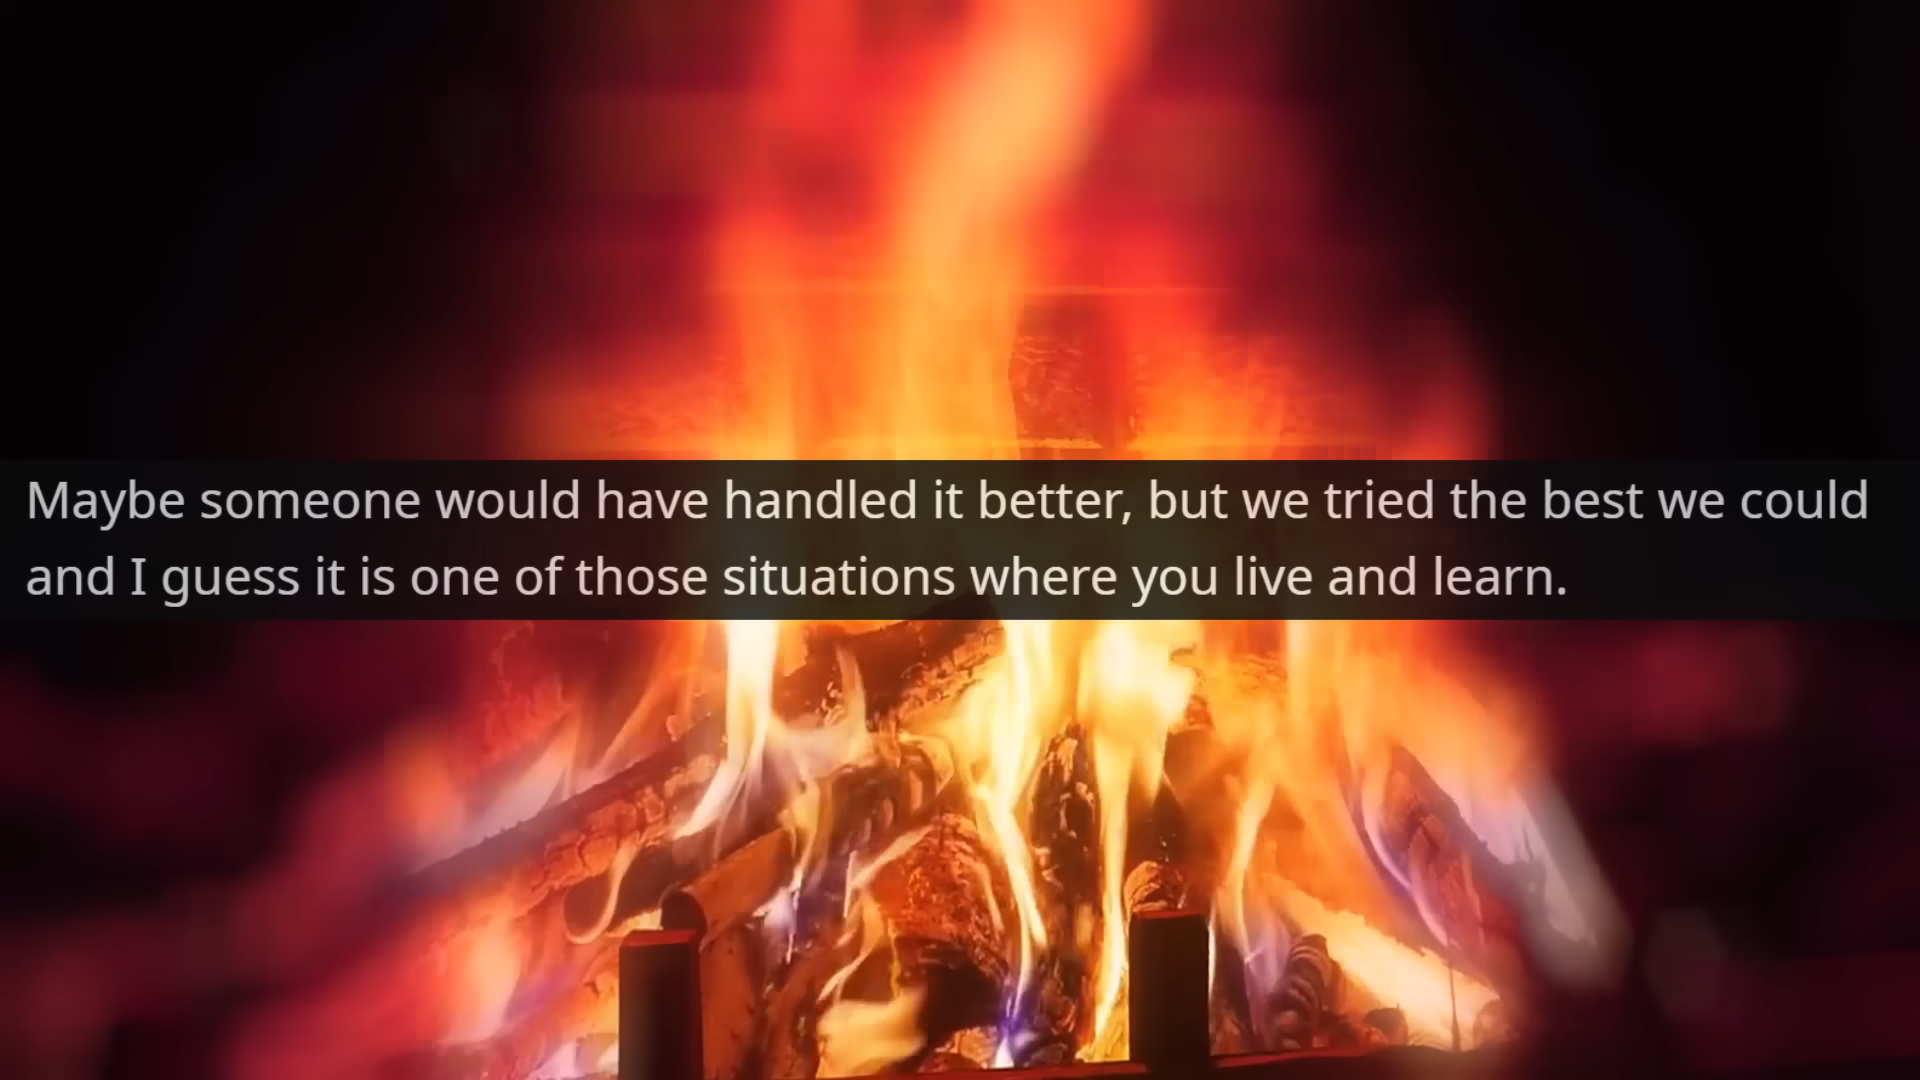 Maybe someone would have handled it better, but we tried the best we could
and I guess it is one of those situations where you live and learn.